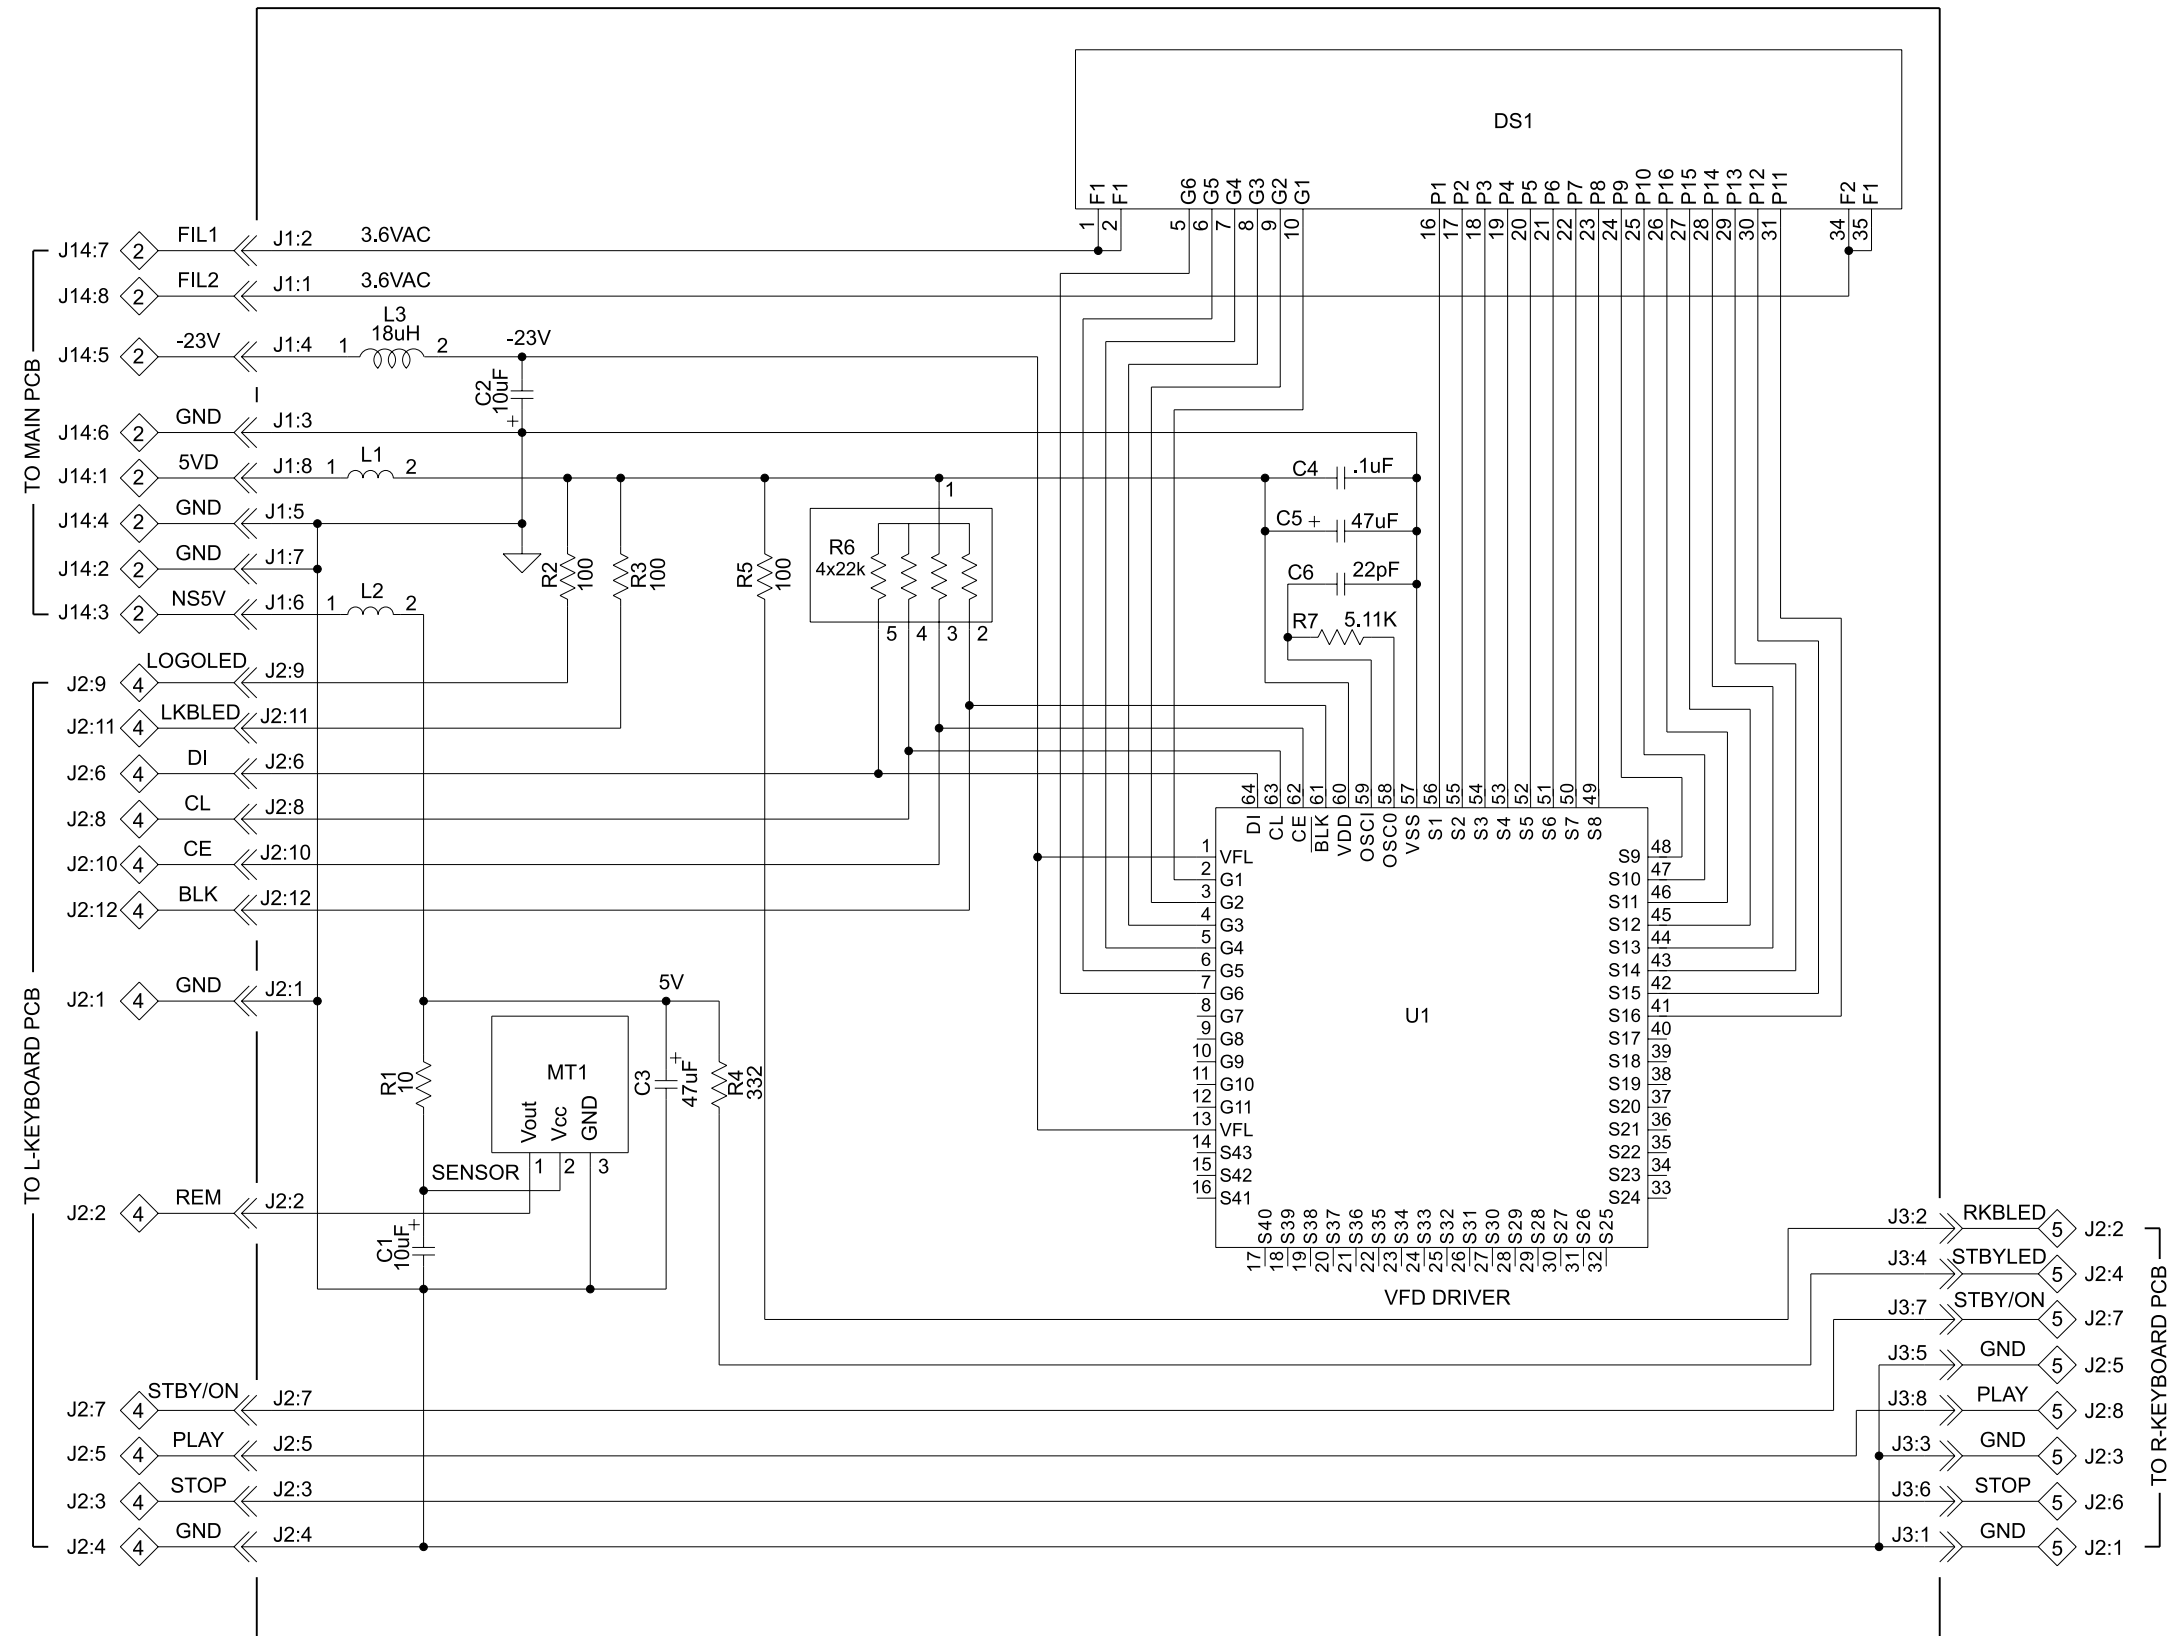 DS1
F1 F1 G6 G5 G4 G3 G2 G1 P1 P2 P3 P4 P5 P6 P7 P8 P9 P10 P16 P15 P14 P13 P12 P11 F2 F1
1 2 5 6 7 8 9 10 16 17 18 19 20 21 22 23 24 25 26 27 28 29 30 31 34 35
TO MAIN PCB
J14:7 2 FIL1 J1:2 3.6VAC
J14:8 2 FIL2 J1:1 3.6VAC
L3
18uH
J14:5 2 -23V J1:4 1 2 -23V
C2
10uF
+
J14:6 2 GND J1:3
L1
J14:1 2 5VD J1:8 1 2
J14:4 2 GND J1:5
J14:2 2 GND J1:7
L2
J14:3 2 NS5V J1:6 1 2
R2
100
R3
100
R5
100
1
R6
4x22k
5 4 3 2
C4 .1uF
C5 + 47uF
C6 22pF
R7 5.11K
TO L-KEYBOARD PCB
J2:9 4 LOGOLED J2:9
J2:11 4 LKBLED J2:11
J2:6 4 DI J2:6
J2:8 4 CL J2:8
J2:10 4 CE J2:10
J2:12 4 BLK J2:12
J2:1 4 GND J2:1
5V
R1
10
MT1
Vout Vcc GND
1 2 3
SENSOR
C3
47uF
+
R4
332
J2:2 4 REM J2:2
C1
10uF
+
J2:7 4 STBY/ON J2:7
J2:5 4 PLAY J2:5
J2:3 4 STOP J2:3
J2:4 4 GND J2:4
64 63 62 61 60 59 58 57 56 55 54 53 52 51 50 49
DI CL CE BLK VDD OSCI OSC0 VSS S1 S2 S3 S4 S5 S6 S7 S8
1 VFL
2 G1
3 G2
4 G3
5 G4
6 G5
7 G6
8 G7
9 G8
10 G9
11 G10
12 G11
13 VFL
14 S43
15 S42
16 S41
U1
S9 48
S10 47
S11 46
S12 45
S13 44
S14 43
S15 42
S16 41
S17 40
S18 39
S19 38
S20 37
S21 36
S22 35
S23 34
S24 33
S40 S39 S38 S37 S36 S35 S34 S33 S32 S31 S30 S29 S28 S27 S26 S25
17 18 19 20 21 22 23 24 25 26 27 28 29 30 31 32
VFD DRIVER
J3:2 RKBLED 5 J2:2
J3:4 STBYLED 5 J2:4
J3:7 STBY/ON 5 J2:7
J3:5 GND 5 J2:5
J3:8 PLAY 5 J2:8
J3:3 GND 5 J2:3
J3:6 STOP 5 J2:6
J3:1 GND 5 J2:1
TO R-KEYBOARD PCB